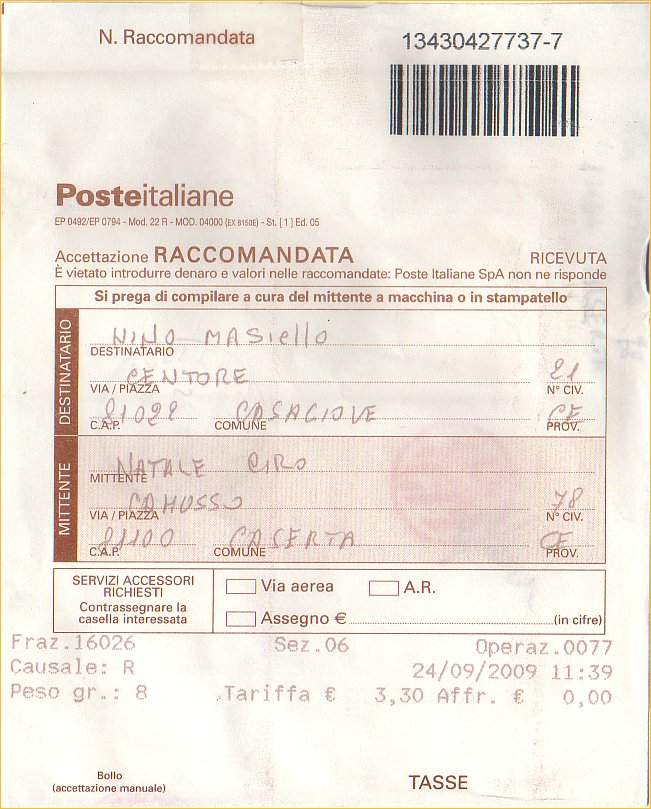 N. Raccomandata
13430427737-7
Posteitaliane
EP 0492/EP 0794 - Mod. 22 R - MOD. 04000 (EX 8150E) - St. [ 1 ] Ed. 05
Accettazione RACCOMANDATA RICEVUTA
È vietato introdurre denaro e valori nelle raccomandate: Poste Italiane SpA non ne risponde
Si prega di compilare a cura del mittente a macchina o in stampatello
DESTINATARIO
NINO MASiellO
DESTINATARIO
CENTORE 21
VIA / PIAZZA N° CIV.
81022 CASAGIOVE CE
C.A.P. COMUNE PROV.
MITTENTE
NATALE CIRO
MITTENTE
78
VIA / PIAZZA N° CIV.
81100 CASERTA CE
C.A.P. COMUNE PROV.
SERVIZI ACCESSORI
RICHIESTI
Contrassegnare la
casella interessata
Via aerea A.R.
Assegno € (in cifre)
Fraz.16026 Sez.06 Operaz.0077
Causale: R 24/09/2009 11:39
Peso gr.: 8 Tariffa € 3,30 Affr. € 0,00
Bollo
(accettazione manuale)
TASSE